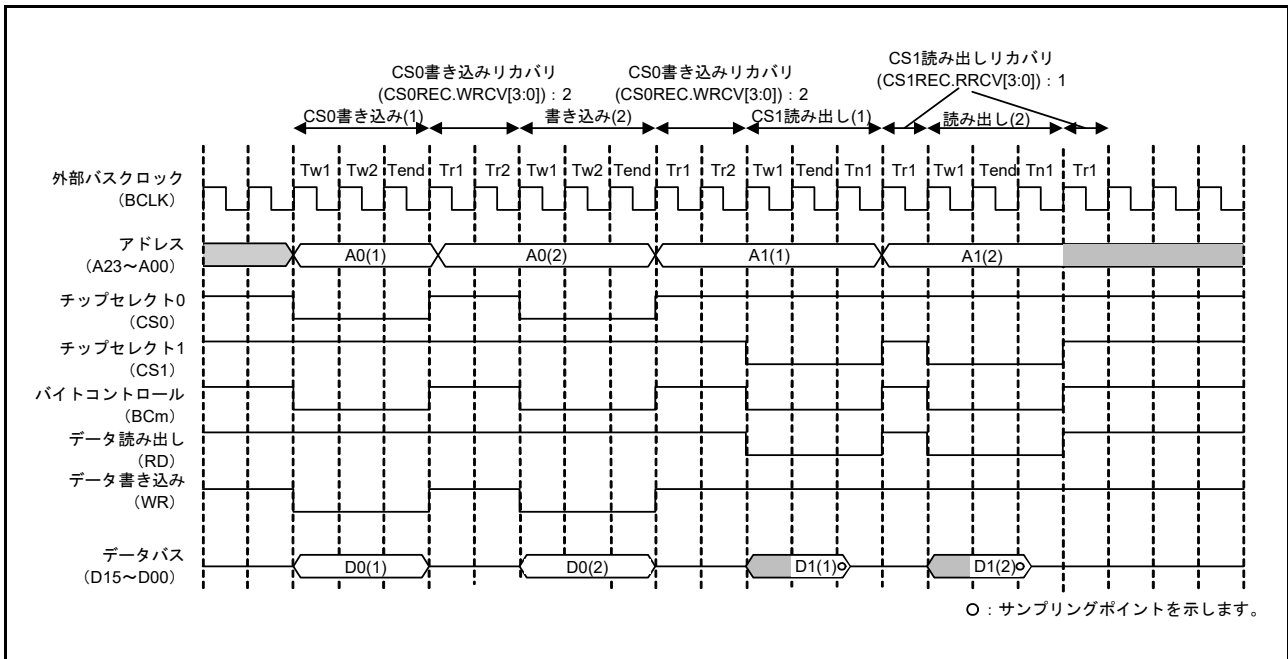 CS1読み出しリカバリ
(CS1REC.RRCV[3:0])：1
CS0書き込みリカバリ
(CS0REC.WRCV[3:0])：2
CS0書き込みリカバリ
(CS0REC.WRCV[3:0])：2
CS0書き込み(1)
書き込み(2)
CS1読み出し(1)
読み出し(2)
Tw1 Tw2 Tend Tr1 Tr2 Tw1 Tw2 Tend Tr1 Tr2 Tw1 Tend Tn1 Tr1 Tw1 Tend Tn1 Tr1
外部バスクロック
（BCLK）
アドレス
（A23～A00）
A0(1) A0(2) A1(1) A1(2)
チップセレクト0
（CS0）
チップセレクト1
（CS1）
バイトコントロール
（BCm）
データ読み出し
（RD）
データ書き込み
（WR）
データバス
（D15～D00）
D0(1) D0(2) D1(1) D1(2)
：サンプリングポイントを示します。